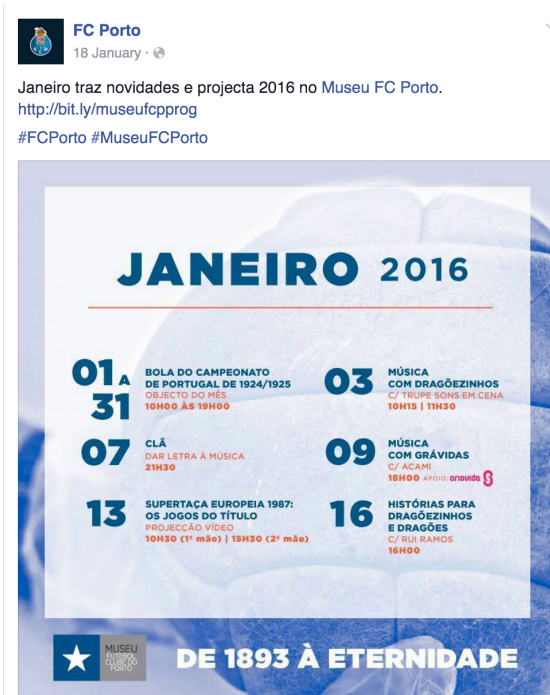 FC Porto
18 January ·
Janeiro traz novidades e projecta 2016 no Museu FC Porto.
http://bit.ly/museufcpprog
#FCPorto #MuseuFCPorto
JANEIRO 2016
01 A 31
BOLA DO CAMPEONATO
DE PORTUGAL DE 1924/1925
OBJECTO DO MÊS
10H00 ÀS 19H00
03
MÚSICA
COM DRAGÕEZINHOS
C/ TRUPE SONS EM CENA
10H15 | 11H30
07
CLÃ
DAR LETRA À MÚSICA
21H30
09
MÚSICA
COM GRÁVIDAS
C/ ACAMI
18H00 APOIO: criovida
13
SUPERTAÇA EUROPEIA 1987:
OS JOGOS DO TÍTULO
PROJECÇÃO VÍDEO
10H30 (1ª mão) | 15H30 (2ª mão)
16
HISTÓRIAS PARA
DRAGÕEZINHOS
E DRAGÕES
C/ RUI RAMOS
16H00
MUSEU
FUTEBOL
CLUBE DO
PORTO
DE 1893 À ETERNIDADE